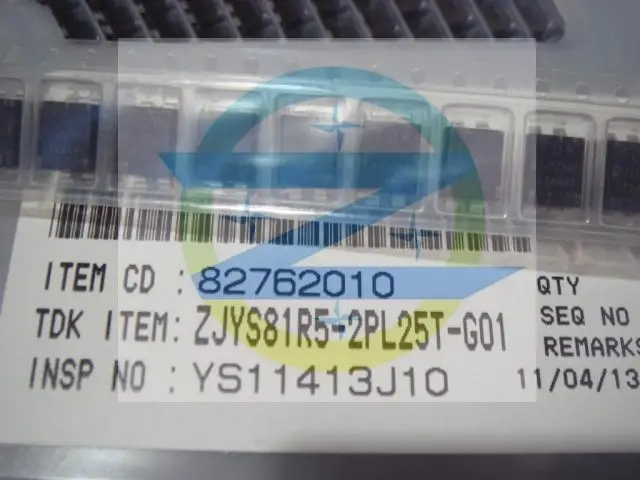 ITEM CD : 82762010
QTY
TDK ITEM: ZJYS81R5-2PL25T-G01
SEQ NO
REMARKS
INSP NO : YS11413J10
11/04/13